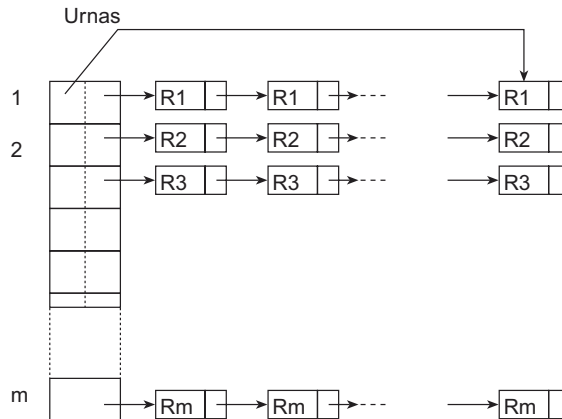 Urnas
1 R1 R1 R1
2 R2 R2 R2
R3 R3 R3
m Rm Rm Rm